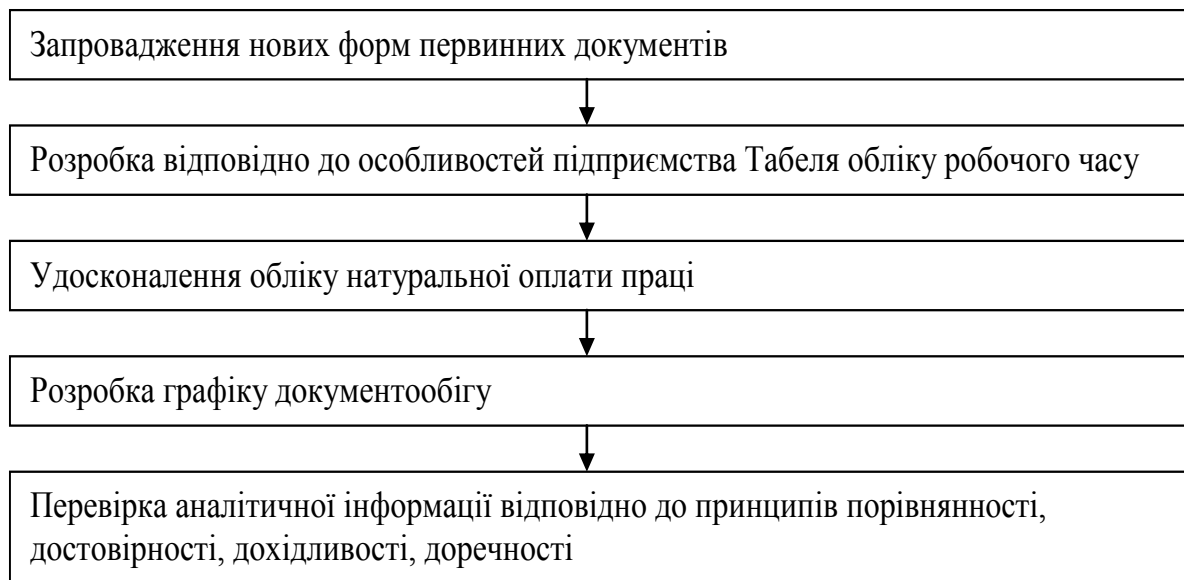 Запровадження нових форм первинних документів
Розробка відповідно до особливостей підприємства Табеля обліку робочого часу
Удосконалення обліку натуральної оплати праці
Розробка графіку документообігу
Перевірка аналітичної інформації відповідно до принципів порівнянності,
достовірності, дохідливості, доречності